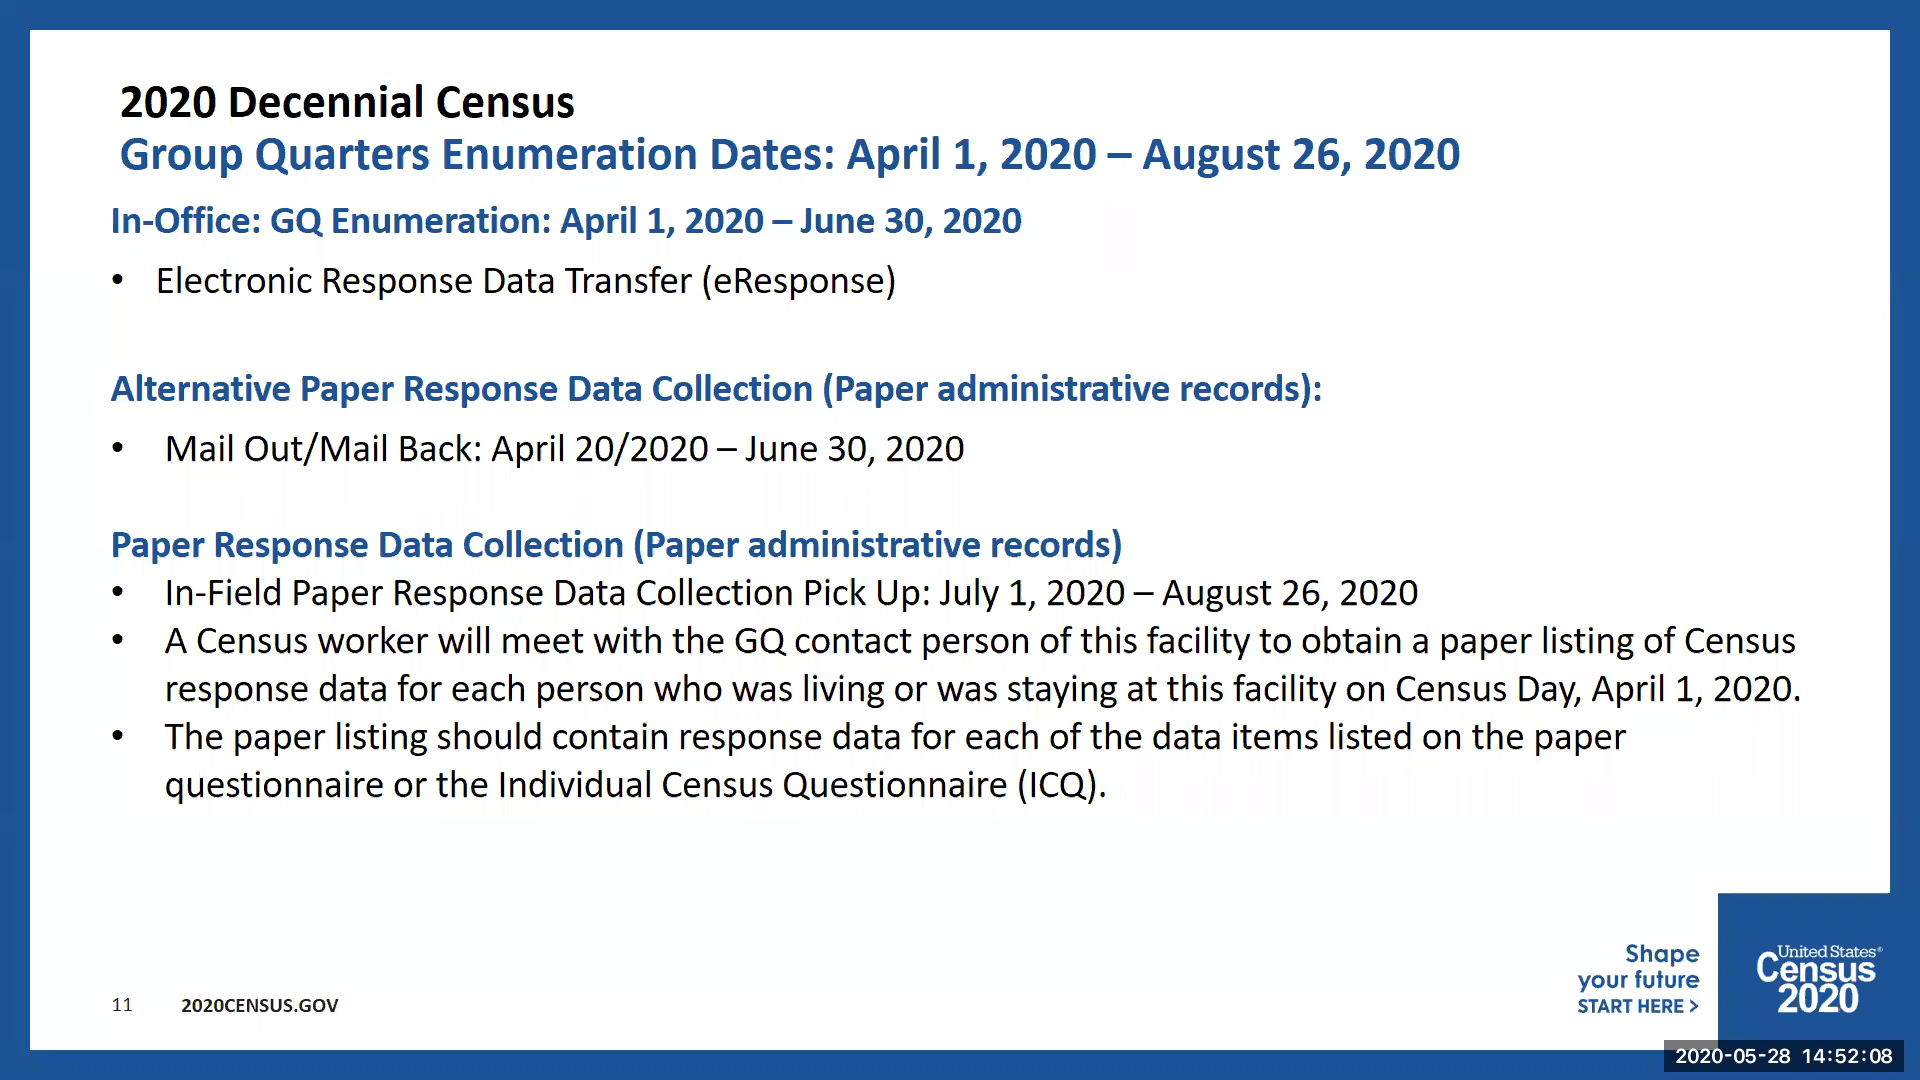 2020 Decennial Census
Group Quarters Enumeration Dates: April 1, 2020 – August 26, 2020
In-Office: GQ Enumeration: April 1, 2020 – June 30, 2020
• Electronic Response Data Transfer (eResponse)
Alternative Paper Response Data Collection (Paper administrative records):
• Mail Out/Mail Back: April 20/2020 – June 30, 2020
Paper Response Data Collection (Paper administrative records)
• In-Field Paper Response Data Collection Pick Up: July 1, 2020 – August 26, 2020
• A Census worker will meet with the GQ contact person of this facility to obtain a paper listing of Census
response data for each person who was living or was staying at this facility on Census Day, April 1, 2020.
• The paper listing should contain response data for each of the data items listed on the paper
questionnaire or the Individual Census Questionnaire (ICQ).
11 2020CENSUS.GOV
Shape
your future
START HERE >
United States®
Census
2020
2020-05-28 14:52:08